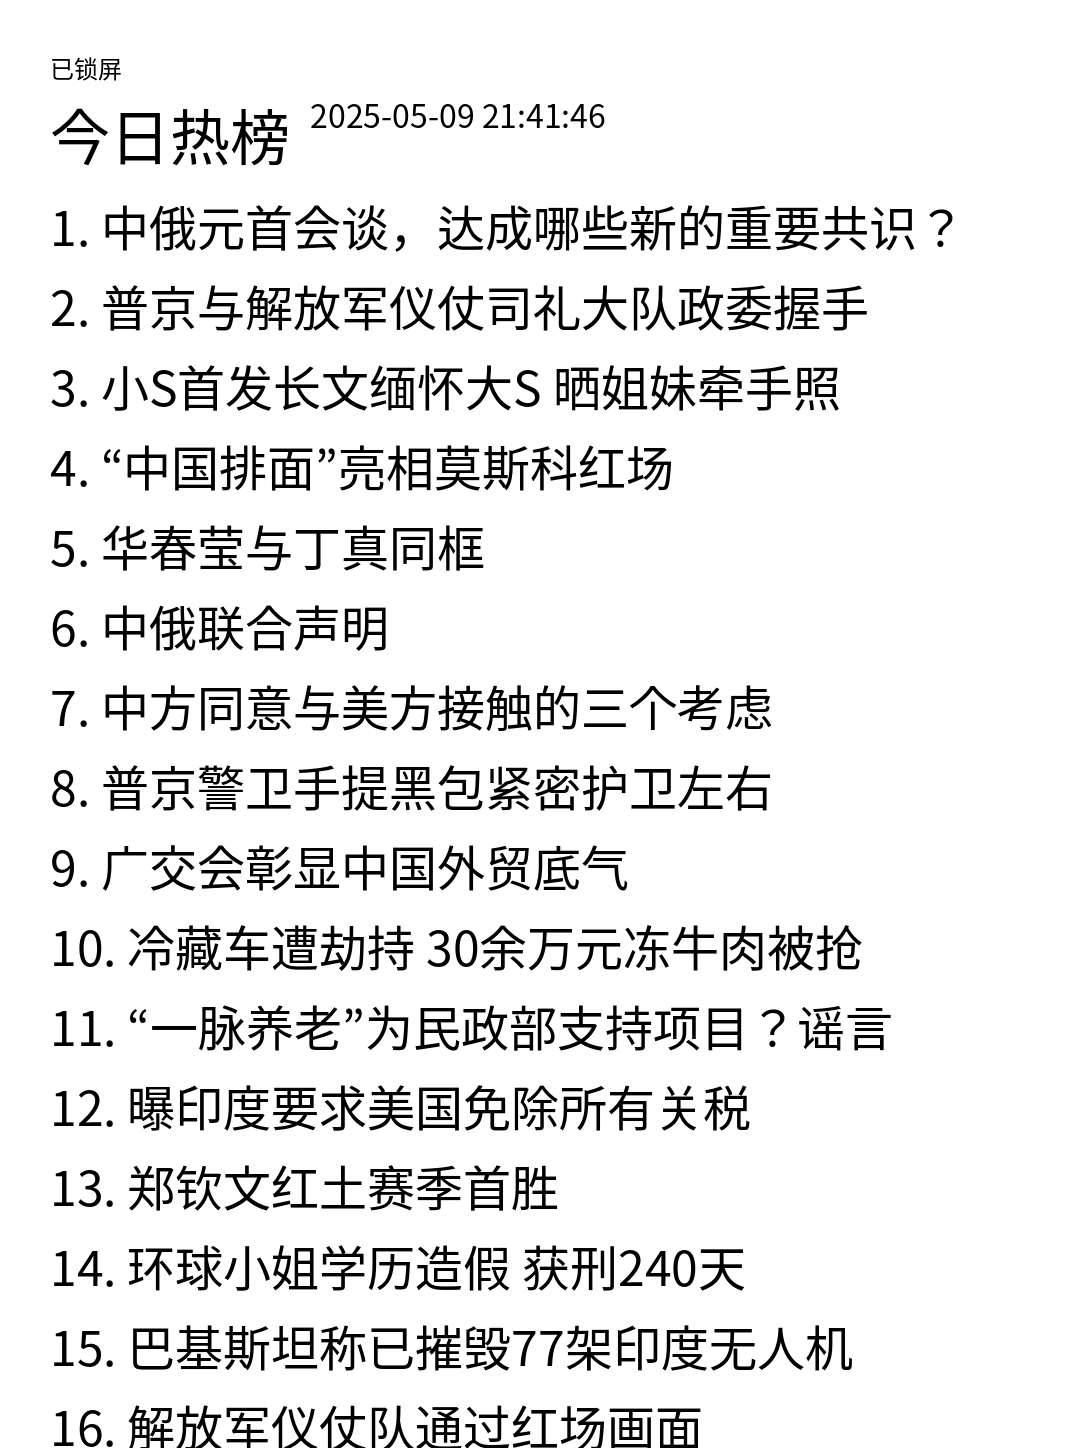 已锁屏
今日热榜 2025-05-09 21:41:46
1. 中俄元首会谈，达成哪些新的重要共识？
2. 普京与解放军仪仗司礼大队政委握手
3. 小S首发长文缅怀大S 晒姐妹牵手照
4. “中国排面”亮相莫斯科红场
5. 华春莹与丁真同框
6. 中俄联合声明
7. 中方同意与美方接触的三个考虑
8. 普京警卫手提黑包紧密护卫左右
9. 广交会彰显中国外贸底气
10. 冷藏车遭劫持 30余万元冻牛肉被抢
11. “一脉养老”为民政部支持项目？谣言
12. 曝印度要求美国免除所有关税
13. 郑钦文红土赛季首胜
14. 环球小姐学历造假 获刑240天
15. 巴基斯坦称已摧毁77架印度无人机
16. 解放军仪仗队通过红场画面